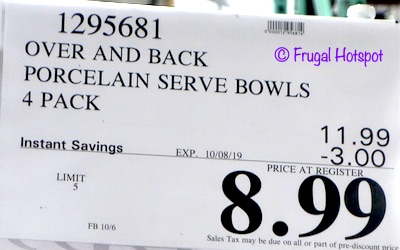 1295681
OVER AND BACK
© Frugal Hotspot
PORCELAIN SERVE BOWLS
4 PACK
11.99
Instant Savings EXP. 10/08/19 -3.00
PRICE AT REGISTER
LIMIT
5
8.99
FB 10/6
Sales Tax may be due on all or part of pre-discount price